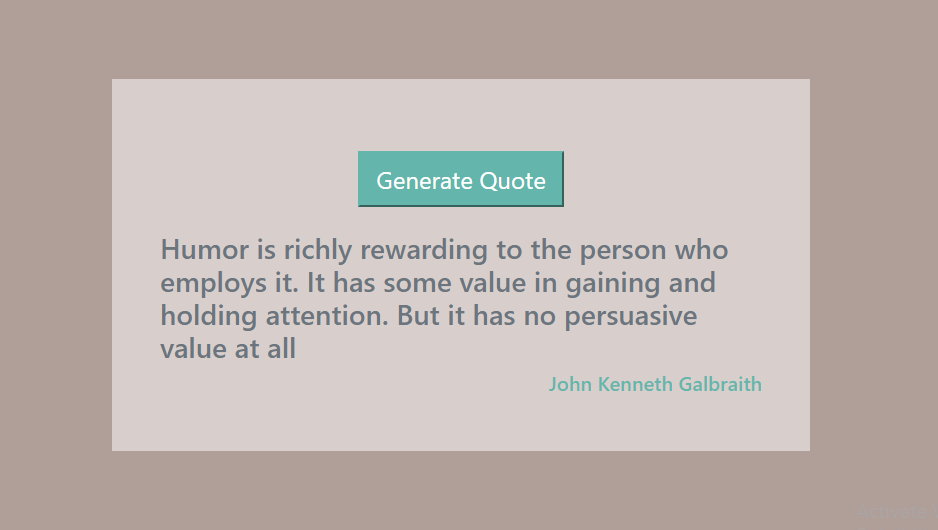 Generate Quote
Humor is richly rewarding to the person who
employs it. It has some value in gaining and
holding attention. But it has no persuasive
value at all
John Kenneth Galbraith
Activate